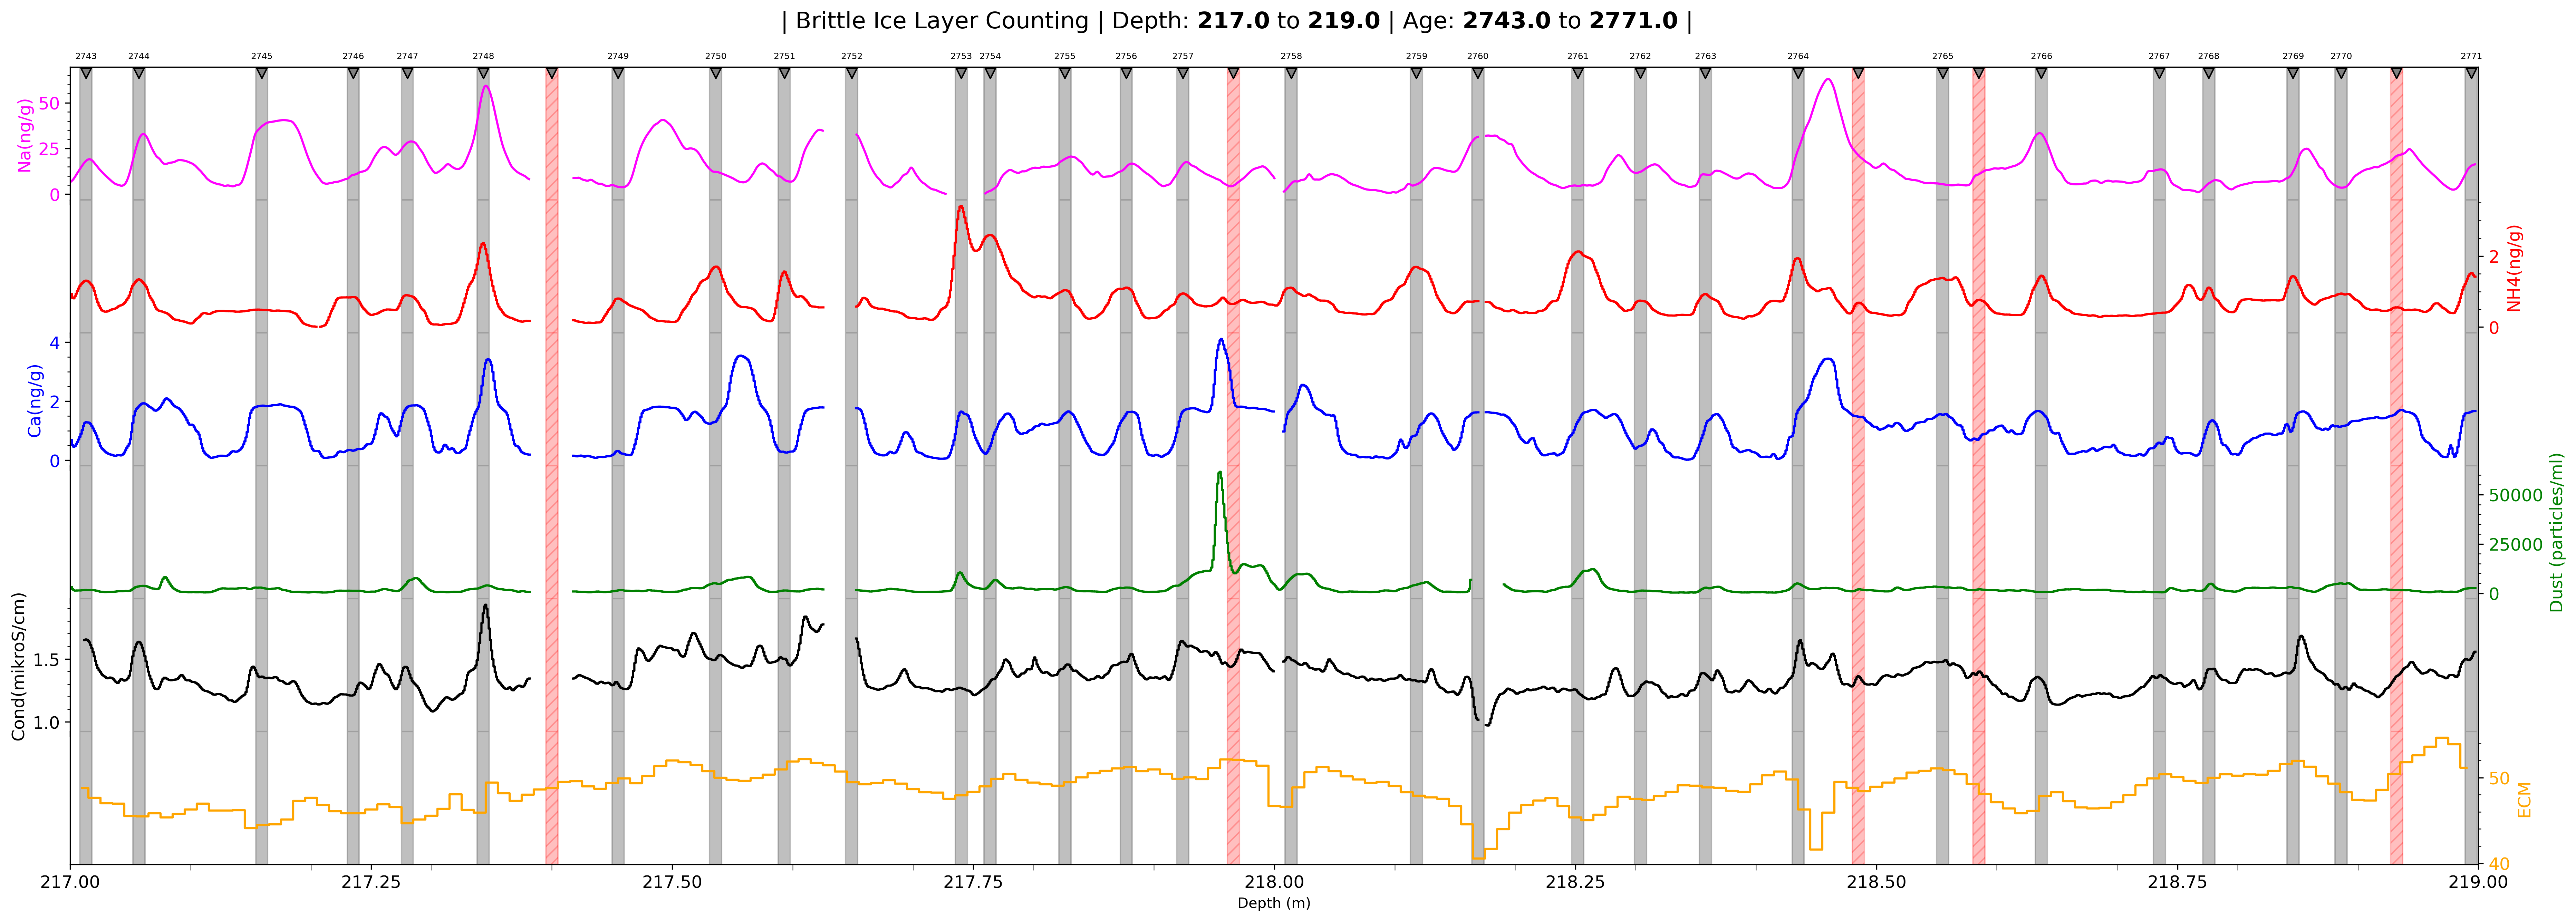 | Brittle Ice Layer Counting | Depth: 217.0 to 219.0 | Age: 2743.0 to 2771.0 |
2743 2744 2745 2746 2747 2748 2749 2750 2751 2752 2753 2754 2755 2756 2757 2758 2759 2760 2761 2762 2763 2764 2765 2766 2767 2768 2769 2770 2771
Na(ng/g)
50
25
0
NH4(ng/g)
2
0
Ca(ng/g)
4
2
0
Dust (particles/ml)
50000
25000
0
Cond(mikroS/cm)
1.5
1.0
ECM
50
40
217.00 217.25 217.50 217.75 218.00 218.25 218.50 218.75 219.00
Depth (m)